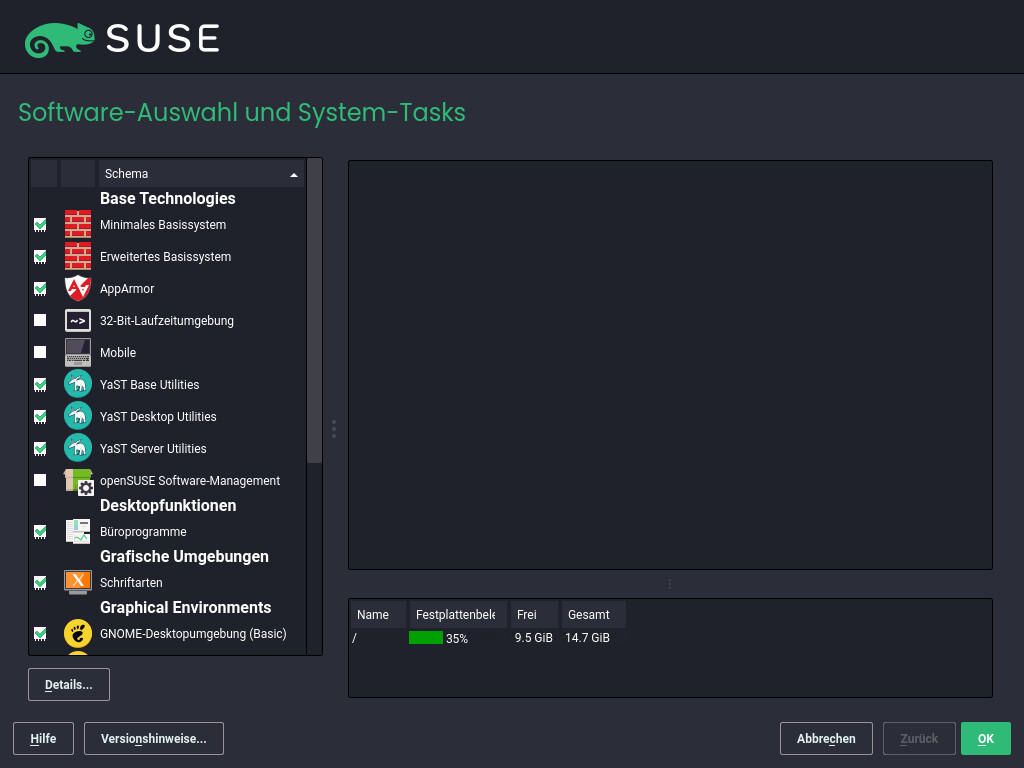 SUSE
Software-Auswahl und System-Tasks
Schema
Base Technologies
Minimales Basissystem
Erweitertes Basissystem
AppArmor
~>
32-Bit-Laufzeitumgebung
Mobile
YaST Base Utilities
YaST Desktop Utilities
YaST Server Utilities
openSUSE Software-Management
Desktopfunktionen
Büroprogramme
Grafische Umgebungen
X
Schriftarten
Graphical Environments
GNOME-Desktopumgebung (Basic)
Name Festplattenbele Frei Gesamt
/ 35% 9.5 GiB 14.7 GiB
Details...
Hilfe Versionshinweise... Abbrechen Zurück OK